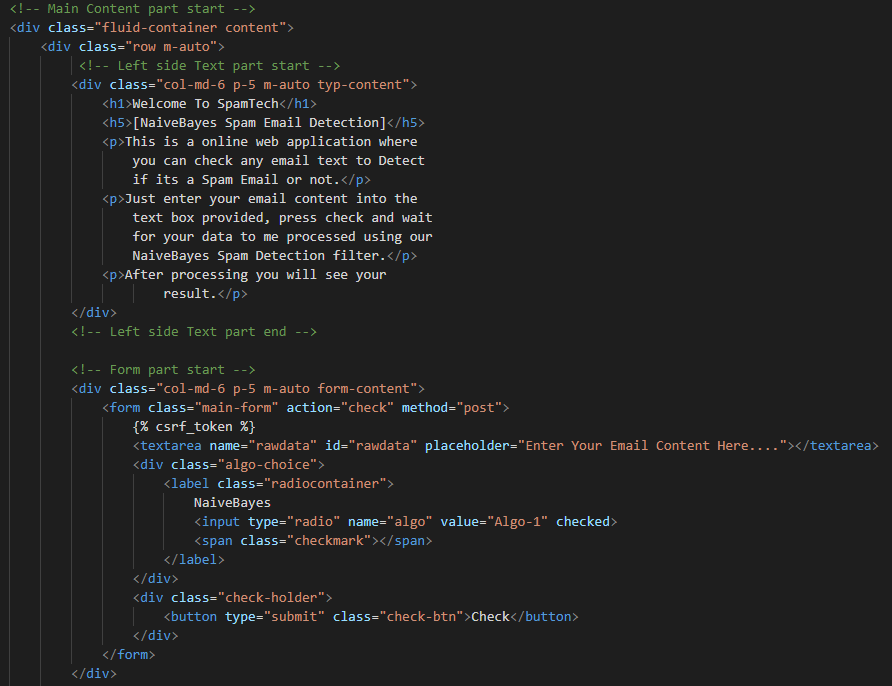 <!-- Main Content part start -->
<div class="fluid-container content">
<div class="row m-auto">
<!-- Left side Text part start -->
<div class="col-md-6 p-5 m-auto typ-content">
<h1>Welcome To SpamTech</h1>
<h5>[NaiveBayes Spam Email Detection]</h5>
<p>This is a online web application where
you can check any email text to Detect
if its a Spam Email or not.</p>
<p>Just enter your email content into the
text box provided, press check and wait
for your data to me processed using our
NaiveBayes Spam Detection filter.</p>
<p>After processing you will see your
result.</p>
</div>
<!-- Left side Text part end -->
<!-- Form part start -->
<div class="col-md-6 p-5 m-auto form-content">
<form class="main-form" action="check" method="post">
{% csrf_token %}
<textarea name="rawdata" id="rawdata" placeholder="Enter Your Email Content Here...."></textarea>
<div class="algo-choice">
<label class="radiocontainer">
NaiveBayes
<input type="radio" name="algo" value="Algo-1" checked>
<span class="checkmark"></span>
</label>
</div>
<div class="check-holder">
<button type="submit" class="check-btn">Check</button>
</div>
</form>
</div>